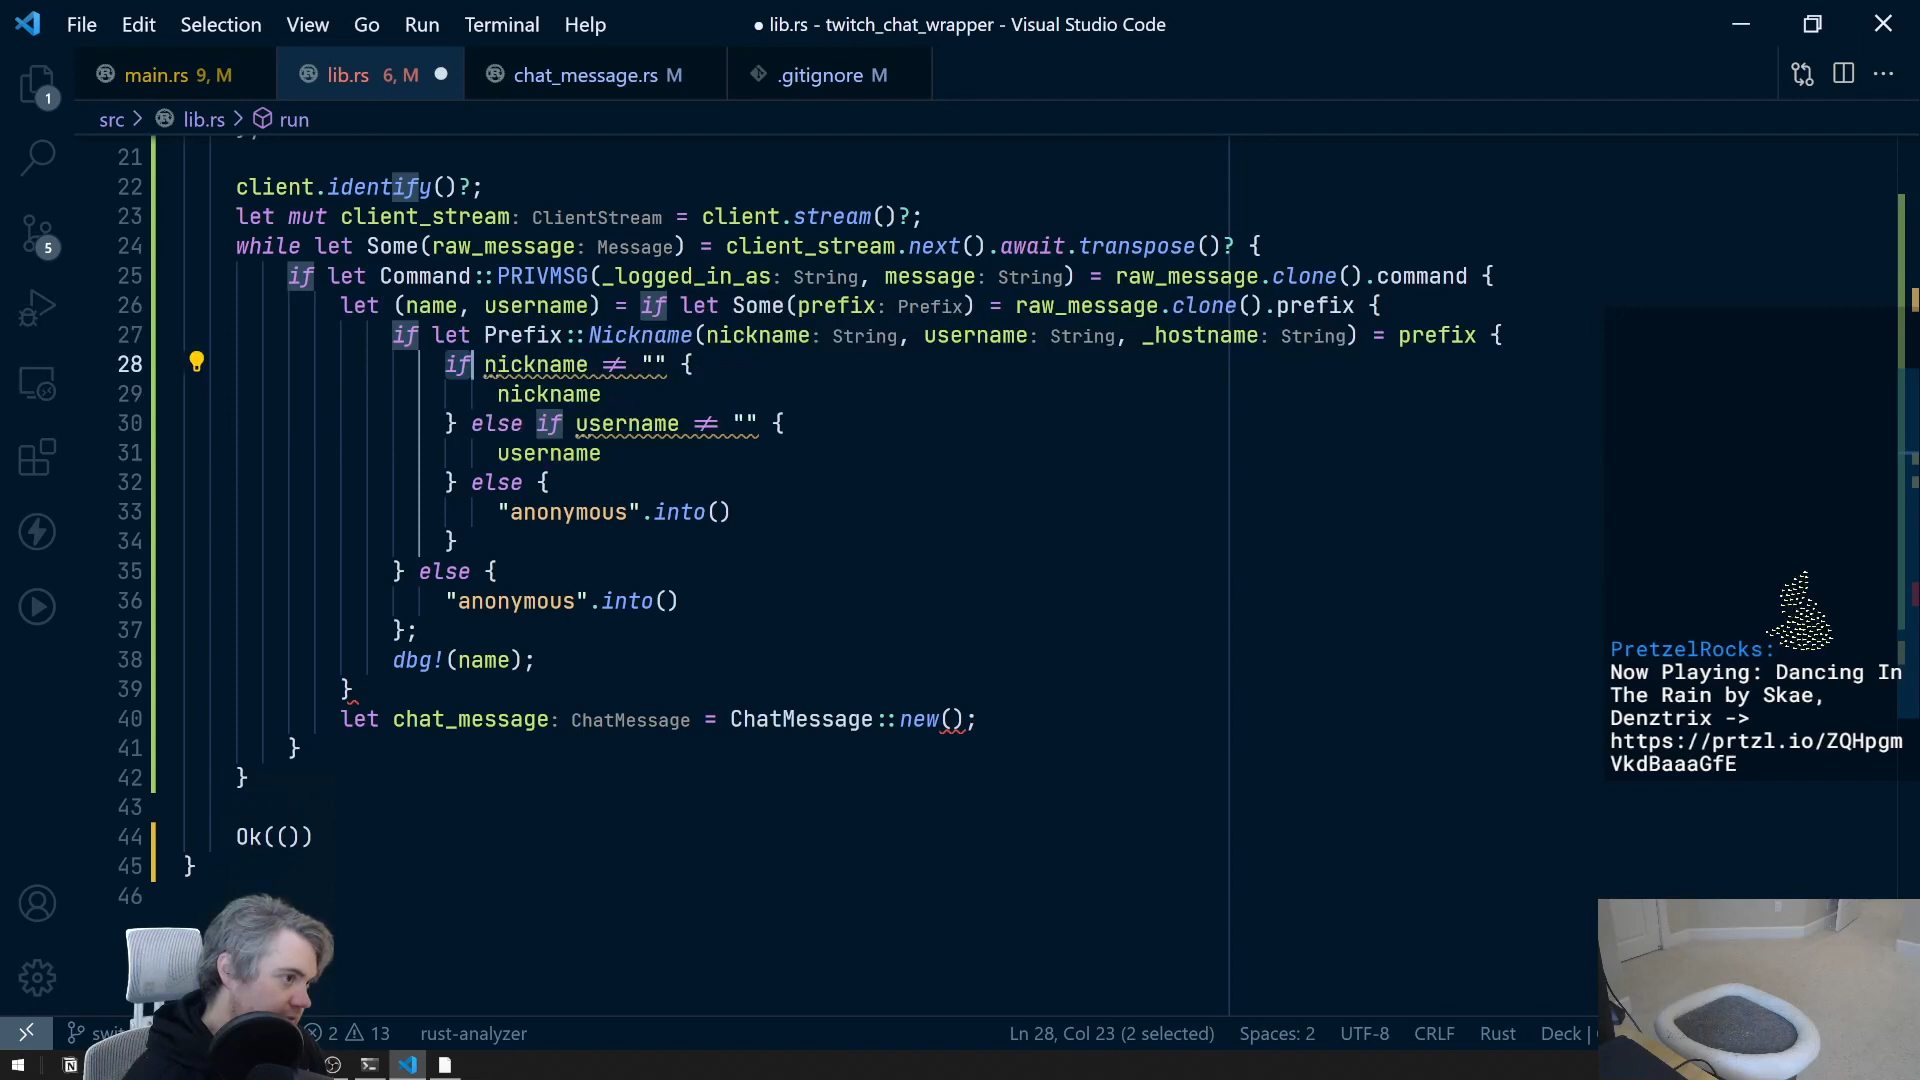 File Edit Selection View Go Run Terminal Help
● lib.rs - twitch_chat_wrapper - Visual Studio Code
main.rs 9, M
lib.rs 6, M
chat_message.rs M
.gitignore M
src > lib.rs > run
21
22 client.identify()?;
23 let mut client_stream: ClientStream = client.stream()?;
24 while let Some(raw_message: Message) = client_stream.next().await.transpose()? {
25 if let Command::PRIVMSG(_logged_in_as: String, message: String) = raw_message.clone().command {
26 let (name, username) = if let Some(prefix: Prefix) = raw_message.clone().prefix {
27 if let Prefix::Nickname(nickname: String, username: String, _hostname: String) = prefix {
28 if nickname != "" {
29 nickname
30 } else if username != "" {
31 username
32 } else {
33 "anonymous".into()
34 }
35 } else {
36 "anonymous".into()
37 };
38 dbg!(name);
39 }
40 let chat_message: ChatMessage = ChatMessage::new();
41 }
42 }
43
44 Ok(())
45 }
46
1
5
PretzelRocks:
Now Playing: Dancing In
The Rain by Skae,
Denztrix ->
https://prtzl.io/ZQHpgm
VkdBaaaGfE
2 13 rust-analyzer Ln 28, Col 23 (2 selected) Spaces: 2 UTF-8 CRLF Rust Deck